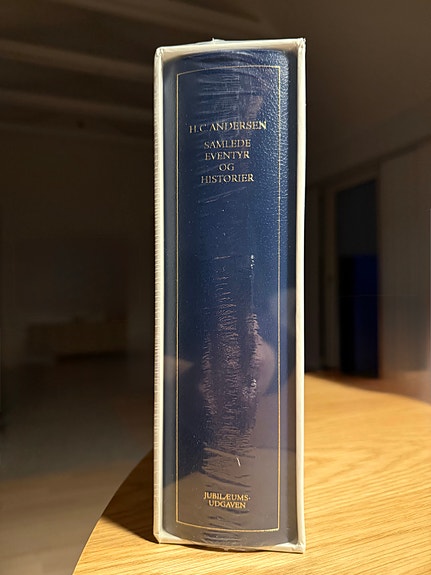 H.C. ANDERSEN
SAMLEDE
EVENTYR
OG
HISTORIER
JUBILÆUMS-
UDGAVEN